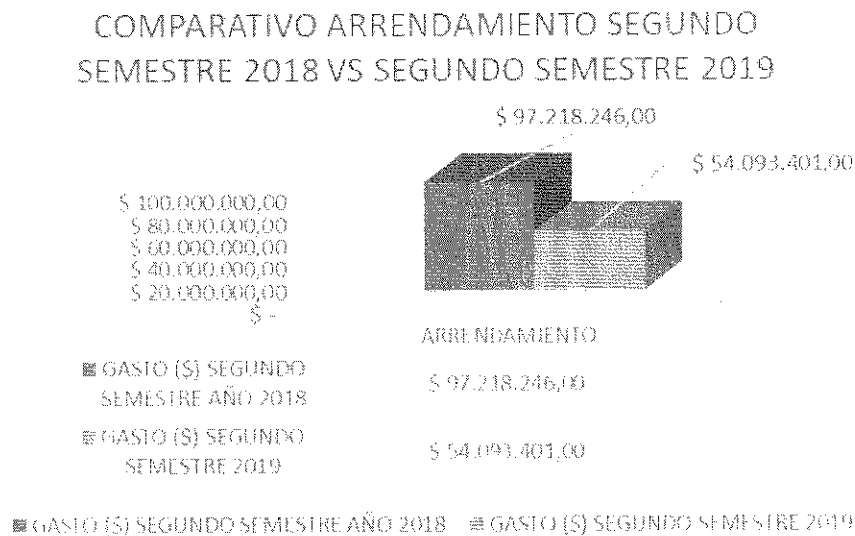 COMPARATIVO ARRENDAMIENTO SEGUNDO
SEMESTRE 2018 VS SEGUNDO SEMESTRE 2019
$ 97.218.246,00
$ 54.093.401,00
$ 100.000.000,00
$ 80.000.000,00
$ 60.000.000,00
$ 40.000.000,00
$ 20.000.000,00
$ -
ARRENDAMIENTO
GASTO ($) SEGUNDO
SEMESTRE AÑO 2018
$ 97.218.246,00
GASTO ($) SEGUNDO
SEMESTRE 2019
$ 54.093.401,00
GASTO ($) SEGUNDO SEMESTRE AÑO 2018 GASTO ($) SEGUNDO SEMESTRE 2019